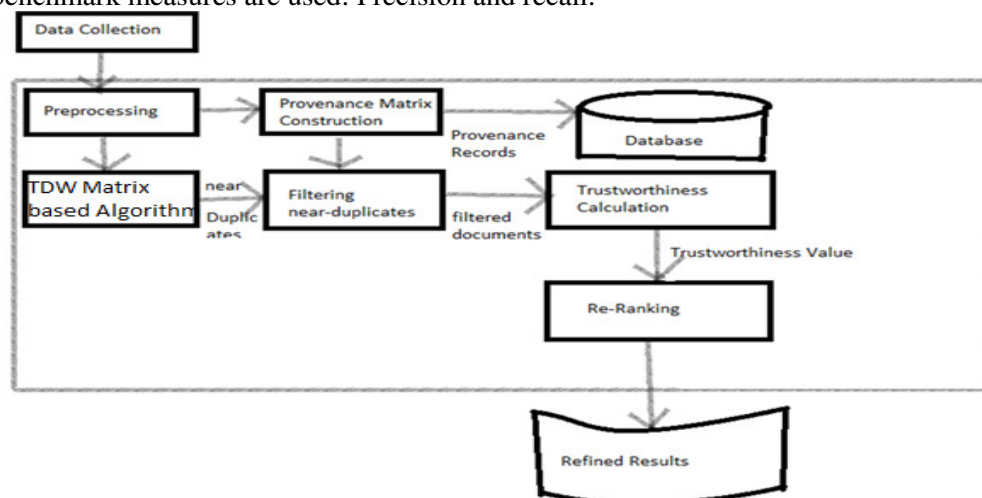 benchmark measures are used: Precision and recall.
Data Collection
Preprocessing
Provenance Matrix
Construction
Provenance
Records
Database
TDW Matrix
based Algorithm
near
Duplic
ates
Filtering
near-duplicates
filtered
documents
Trustworthiness
Calculation
Trustworthiness Value
Re-Ranking
Refined Results